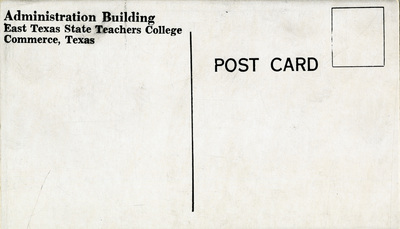 Administration Building
East Texas State Teachers College
Commerce, Texas
POST CARD